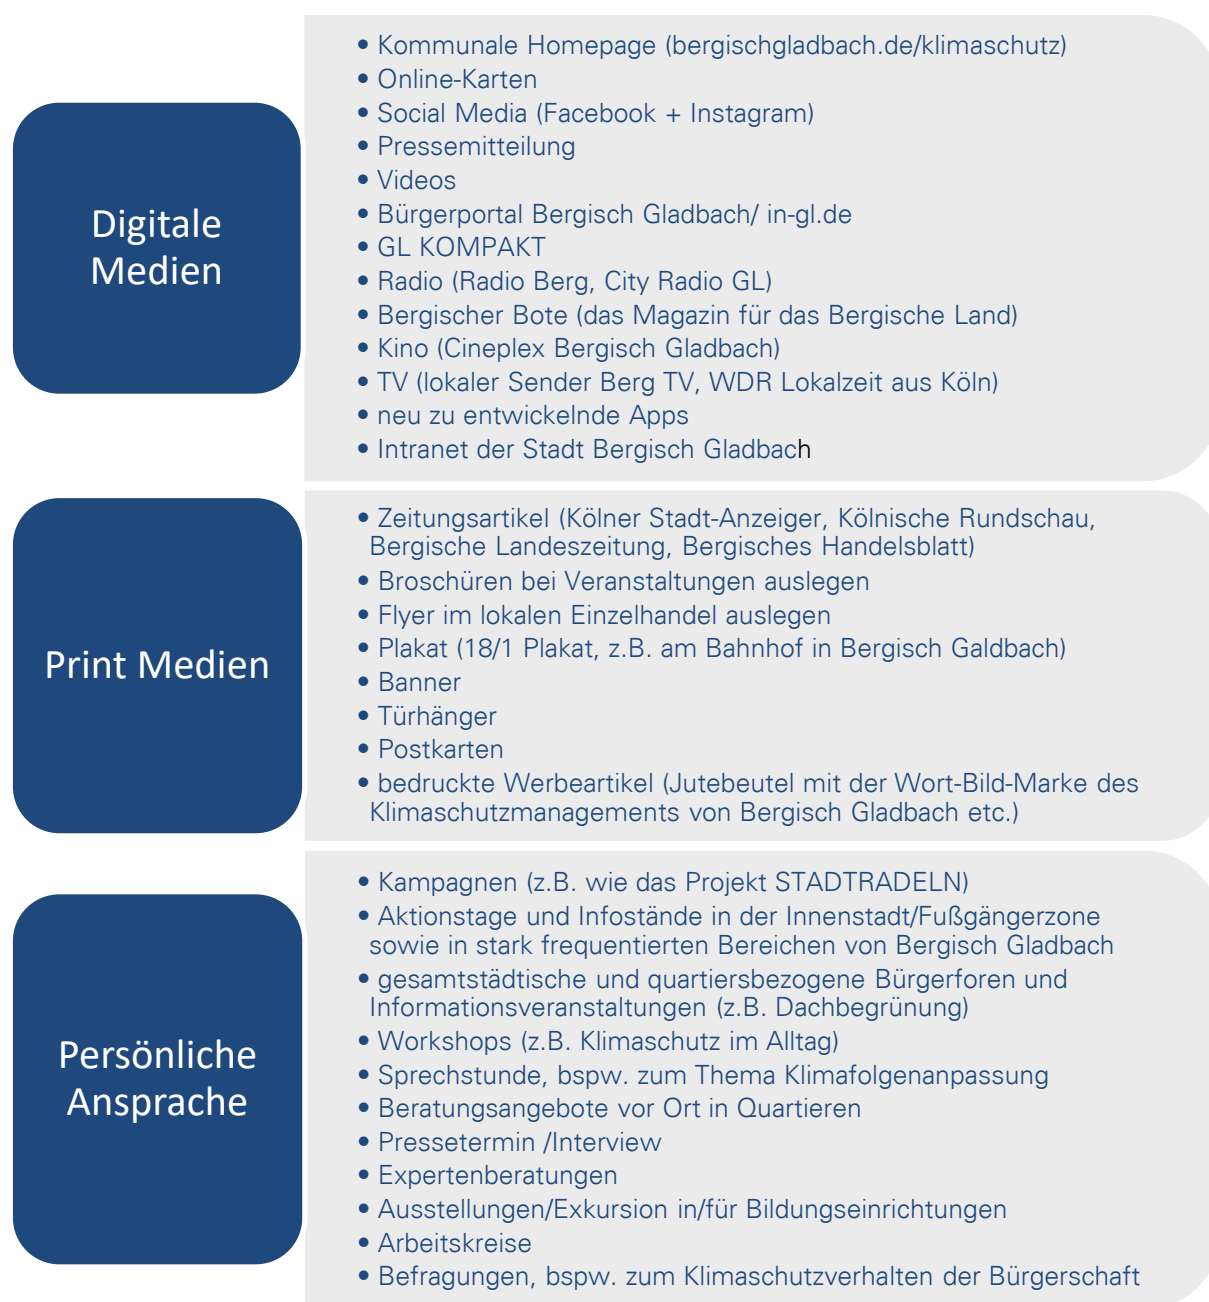 Digitale
Medien
• Kommunale Homepage (bergischgladbach.de/klimaschutz)
• Online-Karten
• Social Media (Facebook + Instagram)
• Pressemitteilung
• Videos
• Bürgerportal Bergisch Gladbach/ in-gl.de
• GL KOMPAKT
• Radio (Radio Berg, City Radio GL)
• Bergischer Bote (das Magazin für das Bergische Land)
• Kino (Cineplex Bergisch Gladbach)
• TV (lokaler Sender Berg TV, WDR Lokalzeit aus Köln)
• neu zu entwickelnde Apps
• Intranet der Stadt Bergisch Gladbach
Print Medien
• Zeitungsartikel (Kölner Stadt-Anzeiger, Kölnische Rundschau,
Bergische Landeszeitung, Bergisches Handelsblatt)
• Broschüren bei Veranstaltungen auslegen
• Flyer im lokalen Einzelhandel auslegen
• Plakat (18/1 Plakat, z.B. am Bahnhof in Bergisch Galdbach)
• Banner
• Türhänger
• Postkarten
• bedruckte Werbeartikel (Jutebeutel mit der Wort-Bild-Marke des
Klimaschutzmanagements von Bergisch Gladbach etc.)
Persönliche
Ansprache
• Kampagnen (z.B. wie das Projekt STADTRADELN)
• Aktionstage und Infostände in der Innenstadt/Fußgängerzone
sowie in stark frequentierten Bereichen von Bergisch Gladbach
• gesamtstädtische und quartiersbezogene Bürgerforen und
Informationsveranstaltungen (z.B. Dachbegrünung)
• Workshops (z.B. Klimaschutz im Alltag)
• Sprechstunde, bspw. zum Thema Klimafolgenanpassung
• Beratungsangebote vor Ort in Quartieren
• Pressetermin /Interview
• Expertenberatungen
• Ausstellungen/Exkursion in/für Bildungseinrichtungen
• Arbeitskreise
• Befragungen, bspw. zum Klimaschutzverhalten der Bürgerschaft